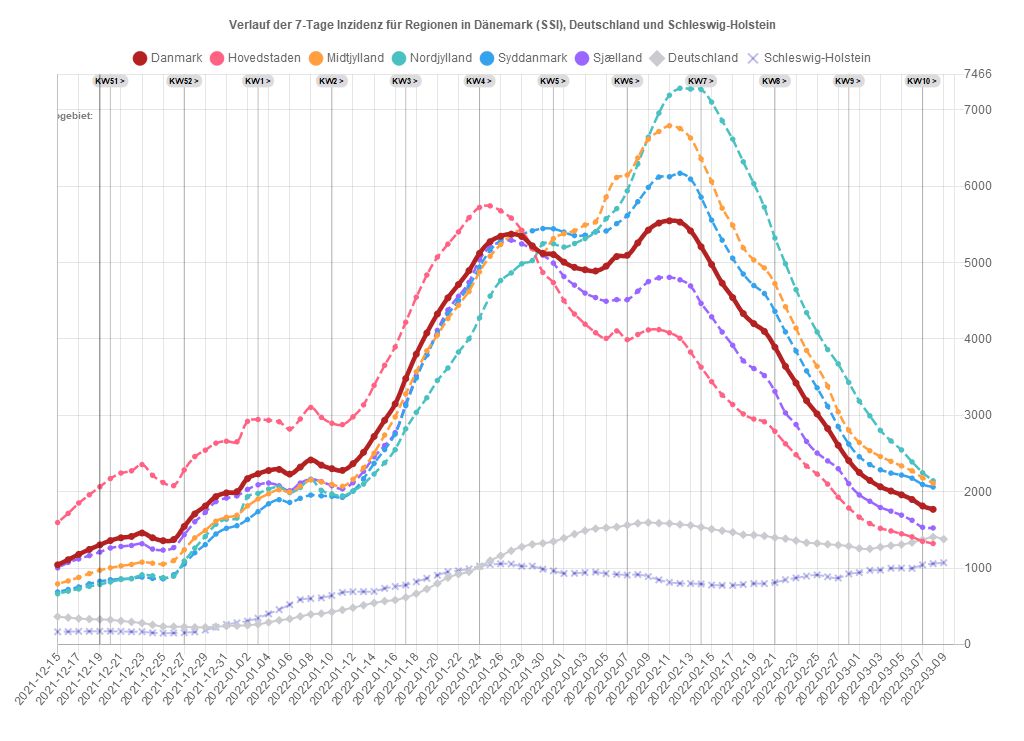 Verlauf der 7-Tage Inzidenz für Regionen in Dänemark (SSI), Deutschland und Schleswig-Holstein
Danmark Hovedstaden Midtjylland Nordjylland Syddanmark Sjælland Deutschland Schleswig-Holstein
KW51 > KW52 > KW1 > KW2 > KW3 > KW4 > KW5 > KW6 > KW7 > KW8 > KW9 > KW10 >
ogebiet:
7466
7000
6000
5000
4000
3000
2000
1000
0
2021-12-15 2021-12-17 2021-12-19 2021-12-21 2021-12-23 2021-12-25 2021-12-27 2021-12-29 2021-12-31 2022-01-02 2022-01-04 2022-01-06 2022-01-08 2022-01-10 2022-01-12 2022-01-14 2022-01-16 2022-01-18 2022-01-20 2022-01-22 2022-01-24 2022-01-26 2022-01-28 2022-01-30 2022-02-01 2022-02-03 2022-02-05 2022-02-07 2022-02-09 2022-02-11 2022-02-13 2022-02-15 2022-02-17 2022-02-19 2022-02-21 2022-02-23 2022-02-25 2022-02-27 2022-03-01 2022-03-03 2022-03-05 2022-03-07 2022-03-09